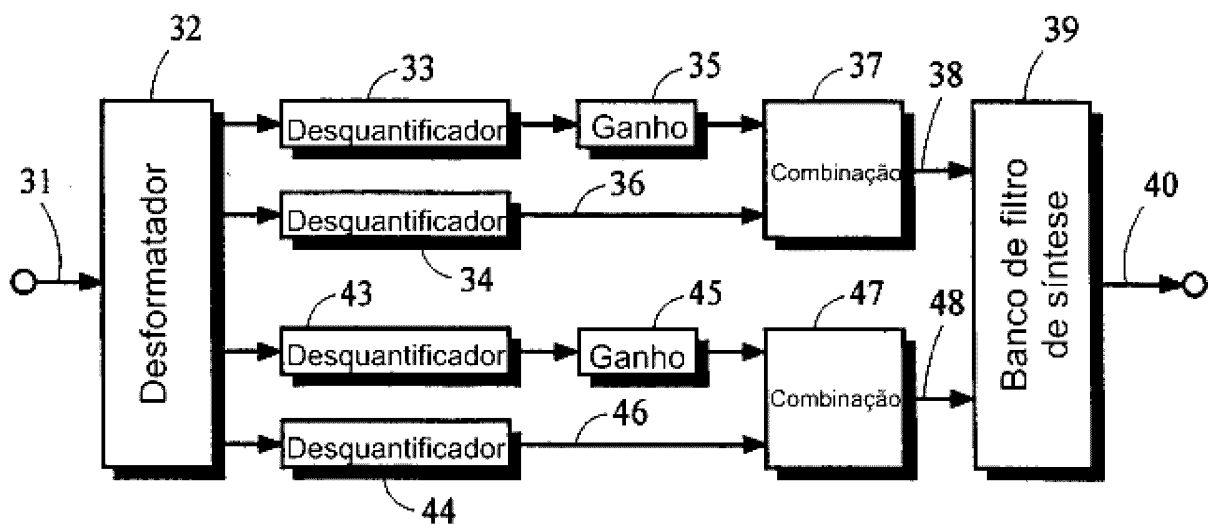 32
33
35
37
38
39
Desquantificador
Ganho
Combinação
31
36
40
Desformatador
Desquantificador
34
Banco de filtro
de síntese
43
45
47
48
Desquantificador
Ganho
Combinação
46
Desquantificador
44